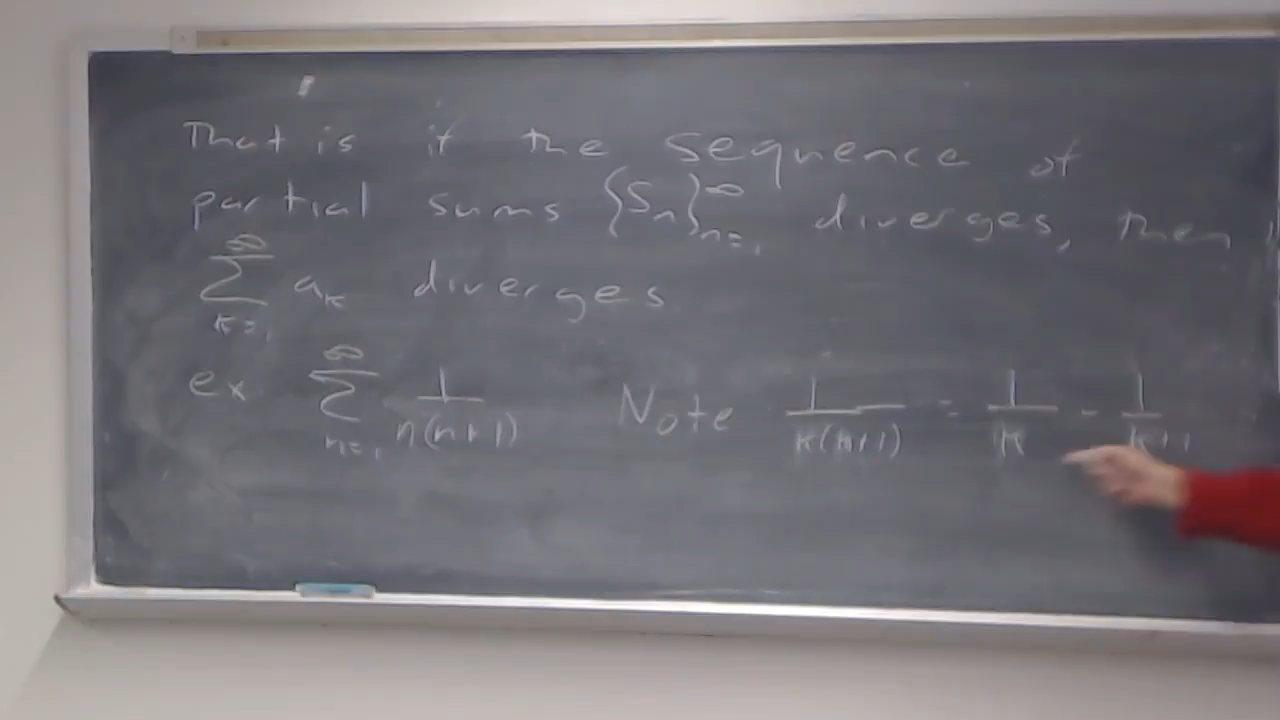 That is if the sequence of
partial sums {Sₙ}_{n=1}^∞ diverges, then
∑_{k=1}^∞ aₖ diverges.
ex ∑_{n=1}^∞ 1/(n(n+1)) Note 1/(k(k+1)) = 1/k - 1/(k+1)